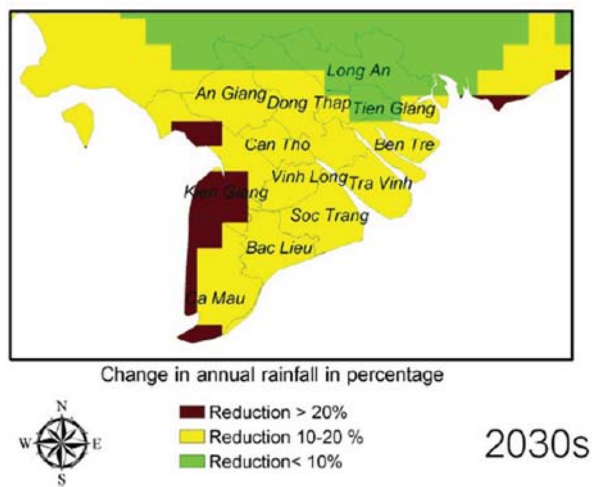 Long An
An Giang
Dong Thap
Tien Giang
Can Tho
Ben Tre
Vinh Long
Tra Vinh
Kien Giang
Soc Trang
Bac Lieu
Ca Mau
Change in annual rainfall in percentage
N
W E
S
Reduction > 20%
Reduction 10-20 %
Reduction< 10%
2030s